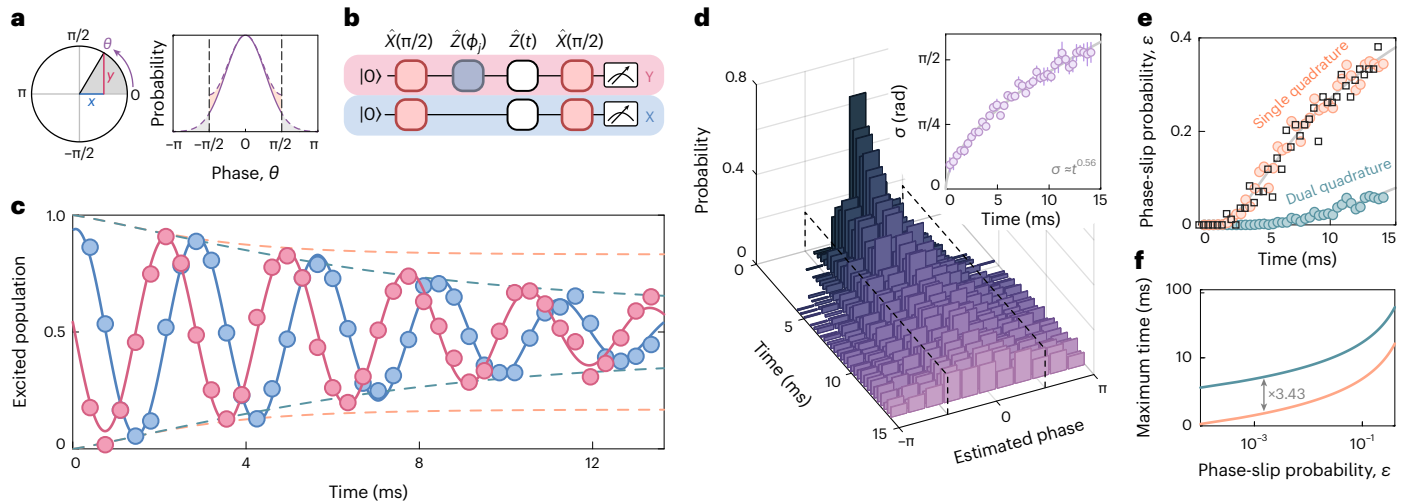 a
π/2
θ
π
y
x
0
−π/2
Probability
−π
−π/2
0
π/2
π
Phase, θ
b
X̂(π/2)
Ẑ(ϕj)
Ẑ(t)
X̂(π/2)
|0⟩
Y
|0⟩
X
c
Excited population
1.0
0.5
0
0
4
8
12
Time (ms)
d
Probability
0.8
0.4
0
0
5
10
15
Time (ms)
−π
0
π
Estimated phase
σ (rad)
π/2
π/4
0
0
5
10
15
Time (ms)
σ ≈t^0.56
e
Phase-slip probability, ε
0.4
0.2
0
0
5
10
15
Time (ms)
Single quadrature
Dual quadrature
f
Maximum time (ms)
100
10
0
×3.43
10−3
10−1
Phase-slip probability, ε